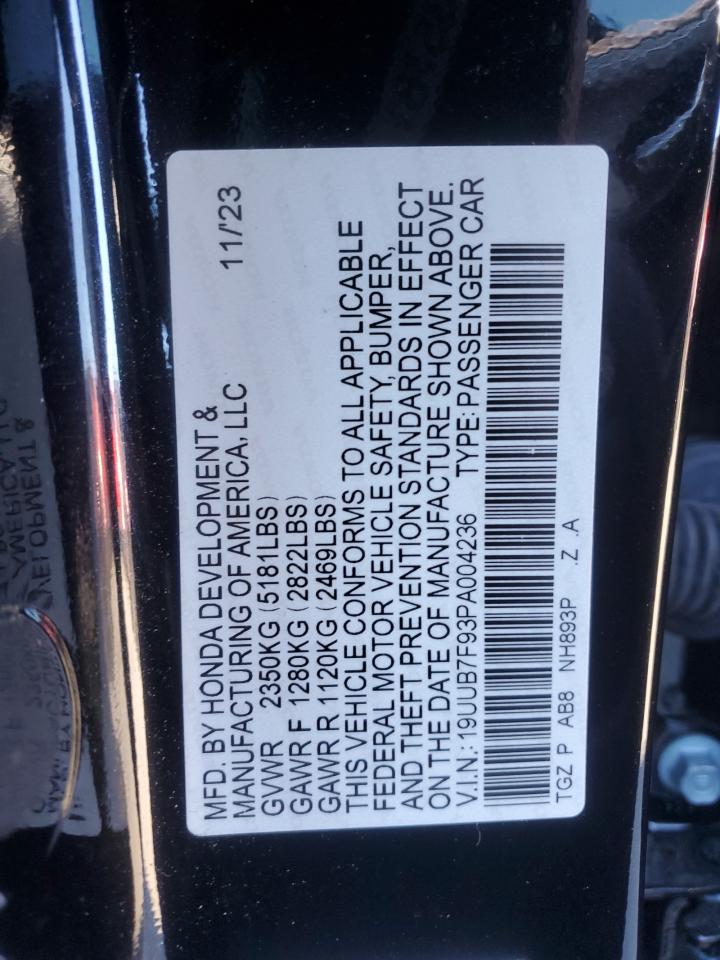 MFD. BY HONDA DEVELOPMENT &
MANUFACTURING OF AMERICA, LLC 11/'23
GVWR 2350KG (5181LBS)
GAWR F 1280KG (2822LBS)
GAWR R 1120KG (2469LBS)
THIS VEHICLE CONFORMS TO ALL APPLICABLE
FEDERAL MOTOR VEHICLE SAFETY, BUMPER,
AND THEFT PREVENTION STANDARDS IN EFFECT
ON THE DATE OF MANUFACTURE SHOWN ABOVE.
V.I.N.: 19UUB7F93PA004236 TYPE: PASSENGER CAR
TGZ P AB8 NH893P .Z .A